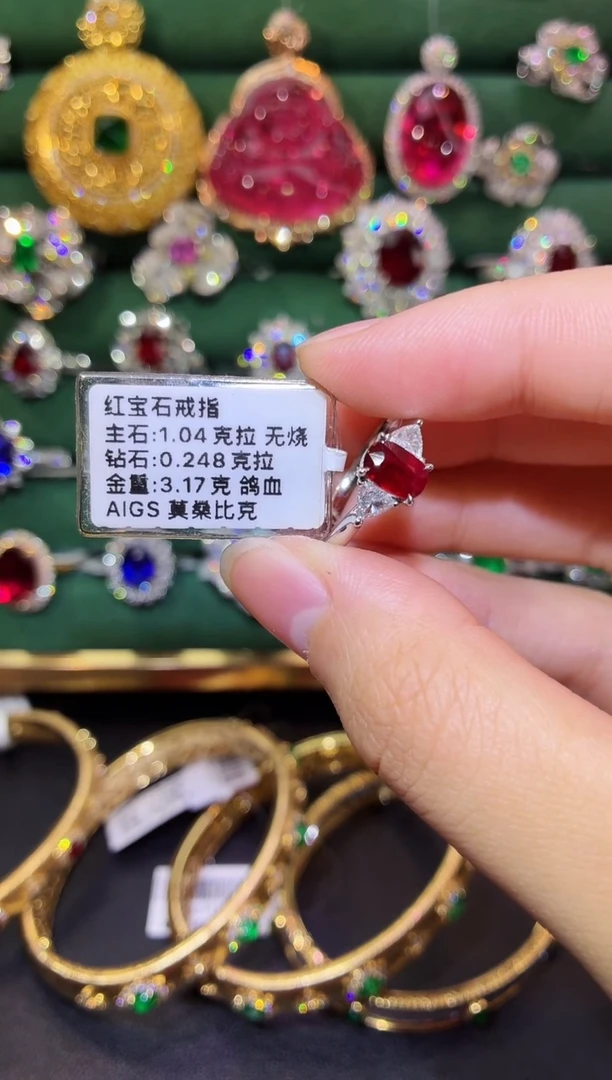 红宝石戒指
主石:1.04克拉 无烧
钻石:0.248克拉
金重:3.17克 鸽血
AIGS 莫桑比克